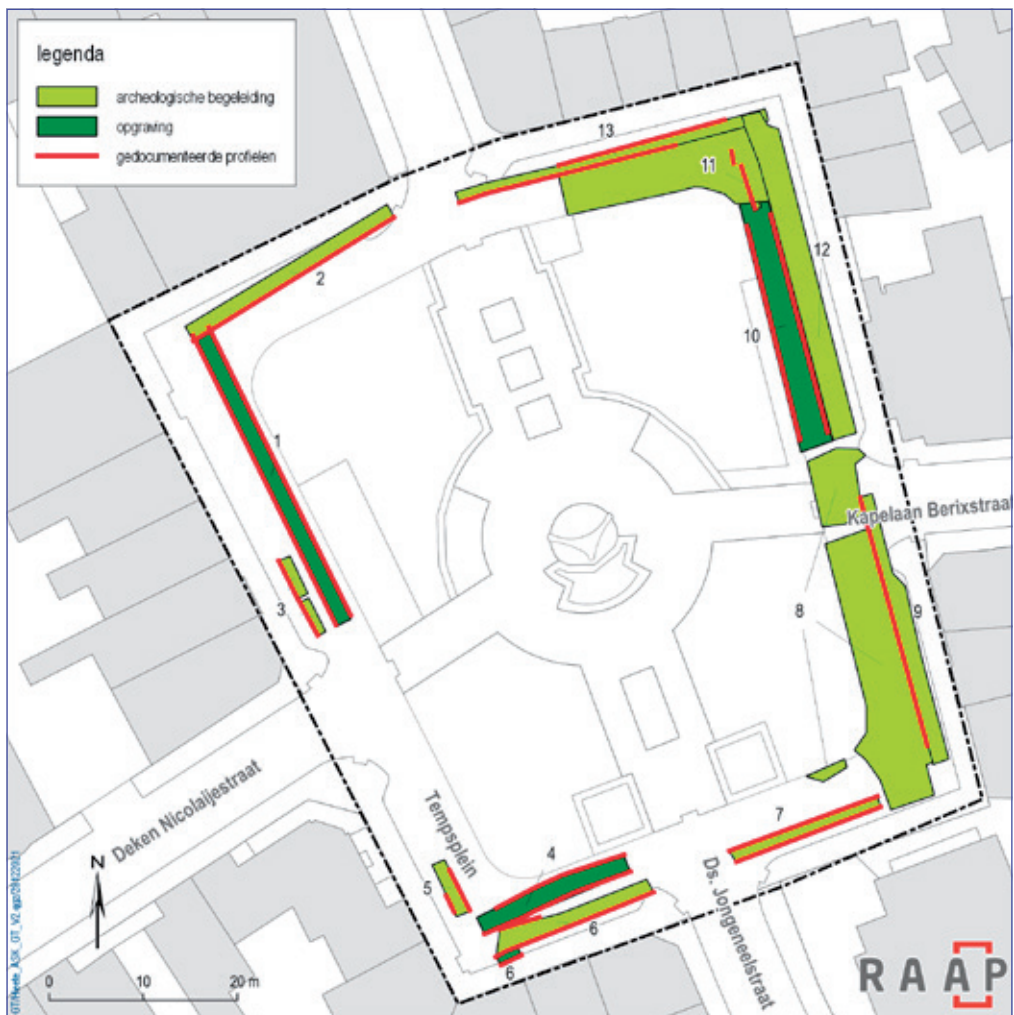 legenda
archeologische begeleiding
opgraving
gedocumenteerde profielen
13
11
2
12
10
1
Kapelaan Berixstraat
3
8
9
Deken Nicolaijestraat
Tempsplein
7
4
5
Ds. Jongeneelstraat
6
6
N
0
10
20 m
RAAP